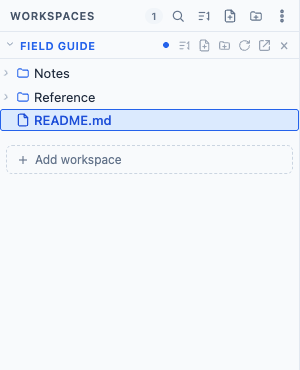 WORKSPACES 1
FIELD GUIDE
Notes
Reference
README.md
Add workspace